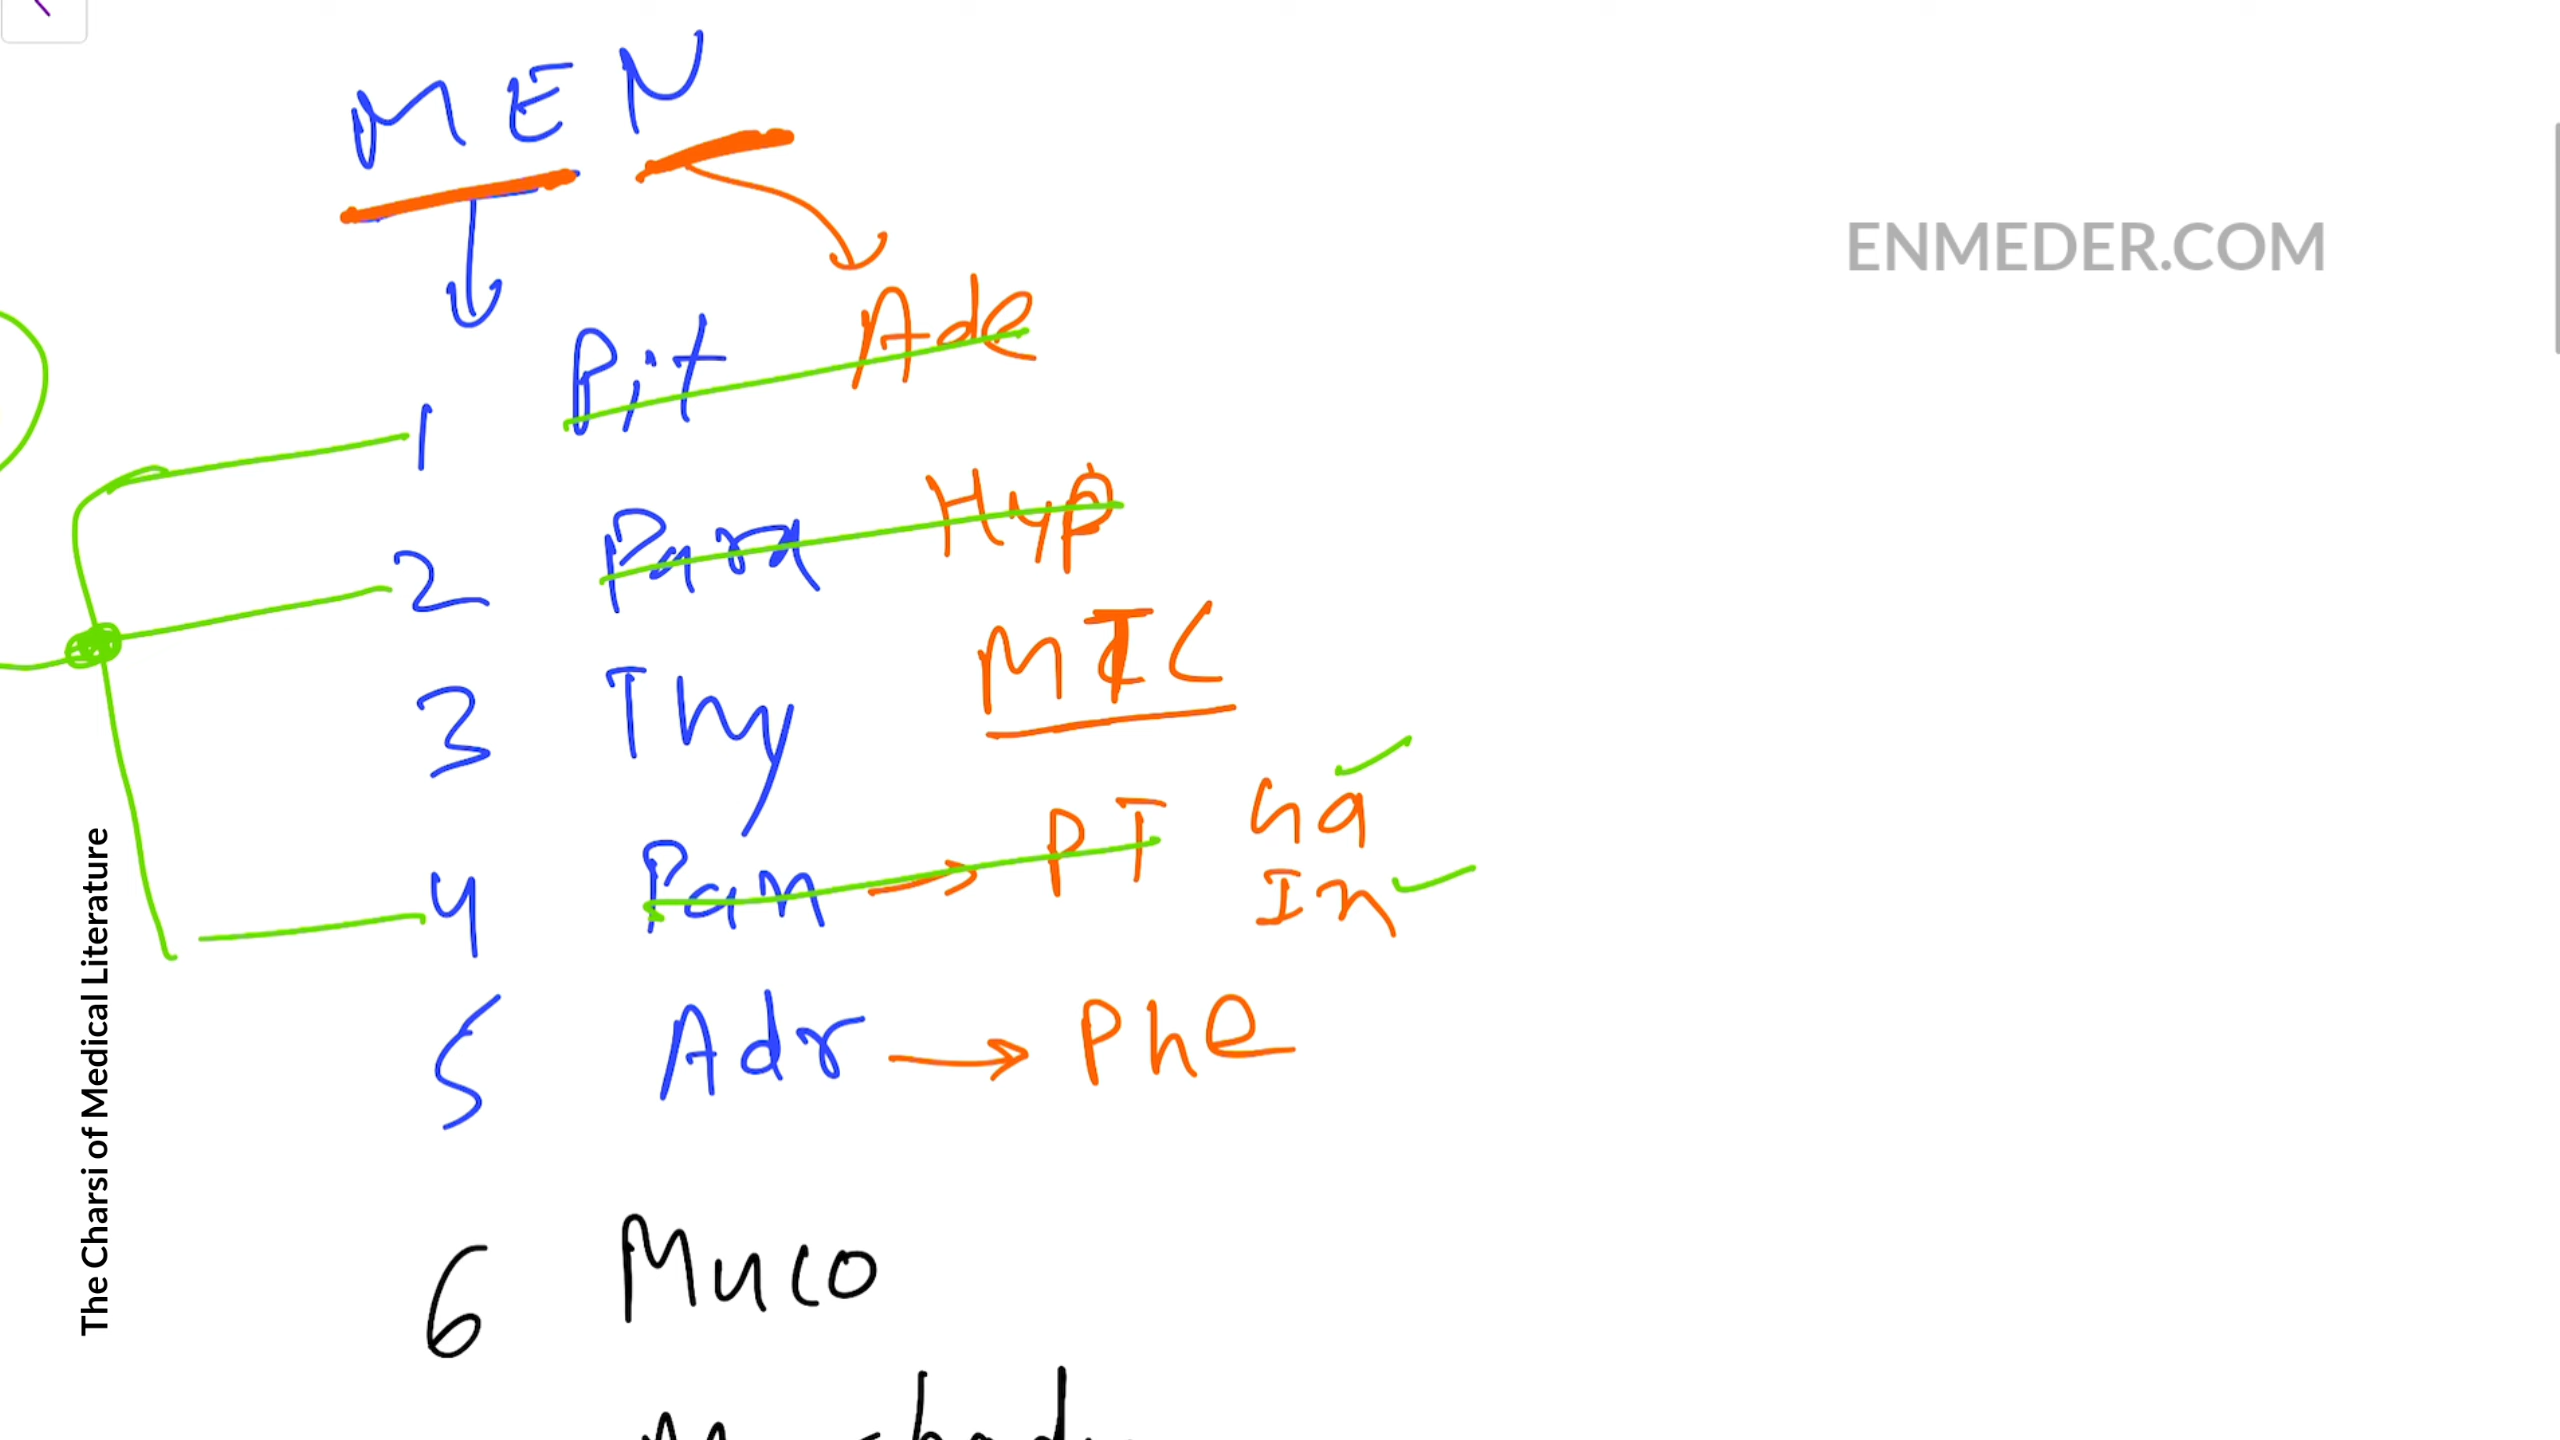 MEN
ENMEDER.COM
1 Pit Ade
2 Para Hyp
3 Thy MTC
4 Pan → PT Ga
In
5 Adr → Phe
6 Muco
The Charsi of Medical Literature